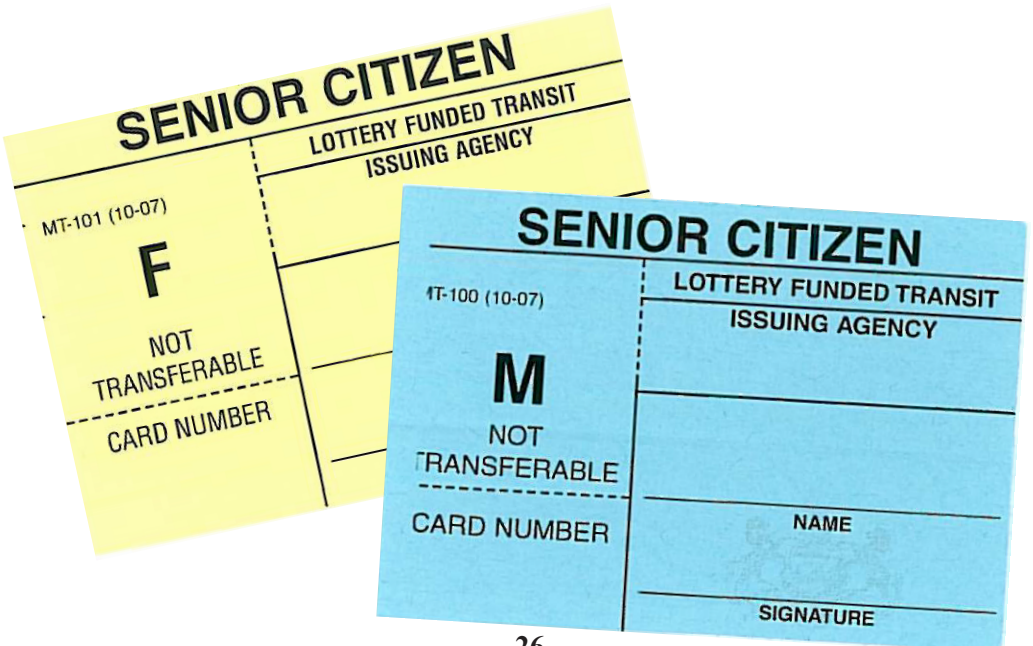 SENIOR CITIZEN
LOTTERY FUNDED TRANSIT
ISSUING AGENCY
MT-101 (10-07)
F
NOT
TRANSFERABLE
CARD NUMBER
SENIOR CITIZEN
LOTTERY FUNDED TRANSIT
ISSUING AGENCY
MT-100 (10-07)
M
NOT
TRANSFERABLE
CARD NUMBER
NAME
SIGNATURE
26